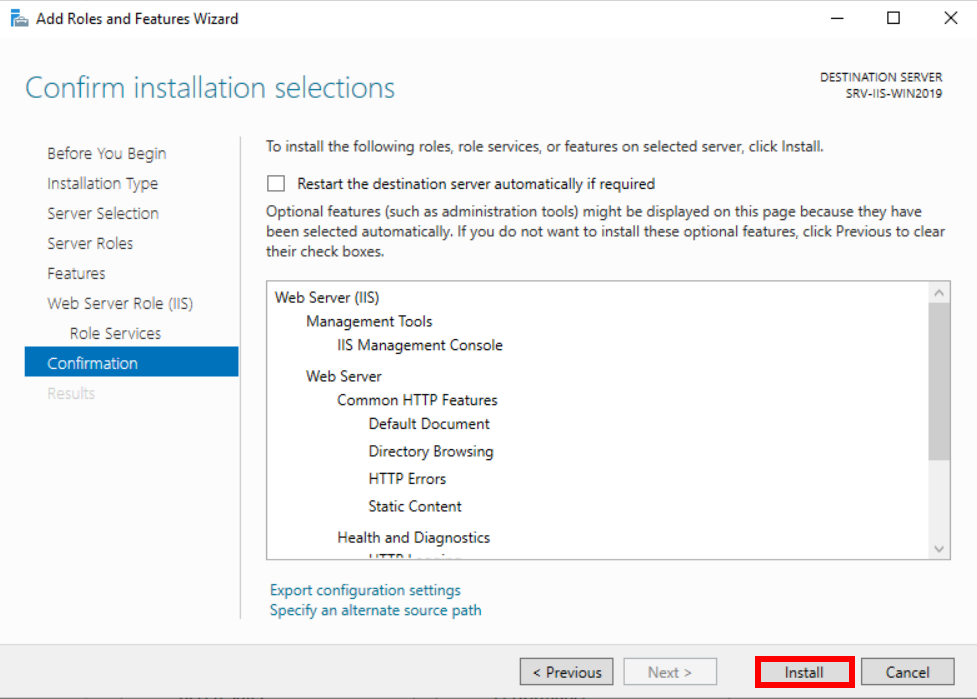 Add Roles and Features Wizard
Confirm installation selections
DESTINATION SERVER
SRV-IIS-WIN2019
Before You Begin
Installation Type
Server Selection
Server Roles
Features
Web Server Role (IIS)
Role Services
Confirmation
Results
To install the following roles, role services, or features on selected server, click Install.
Restart the destination server automatically if required
Optional features (such as administration tools) might be displayed on this page because they have
been selected automatically. If you do not want to install these optional features, click Previous to clear
their check boxes.
Web Server (IIS)
Management Tools
IIS Management Console
Web Server
Common HTTP Features
Default Document
Directory Browsing
HTTP Errors
Static Content
Health and Diagnostics
Export configuration settings
Specify an alternate source path
< Previous
Next >
Install
Cancel